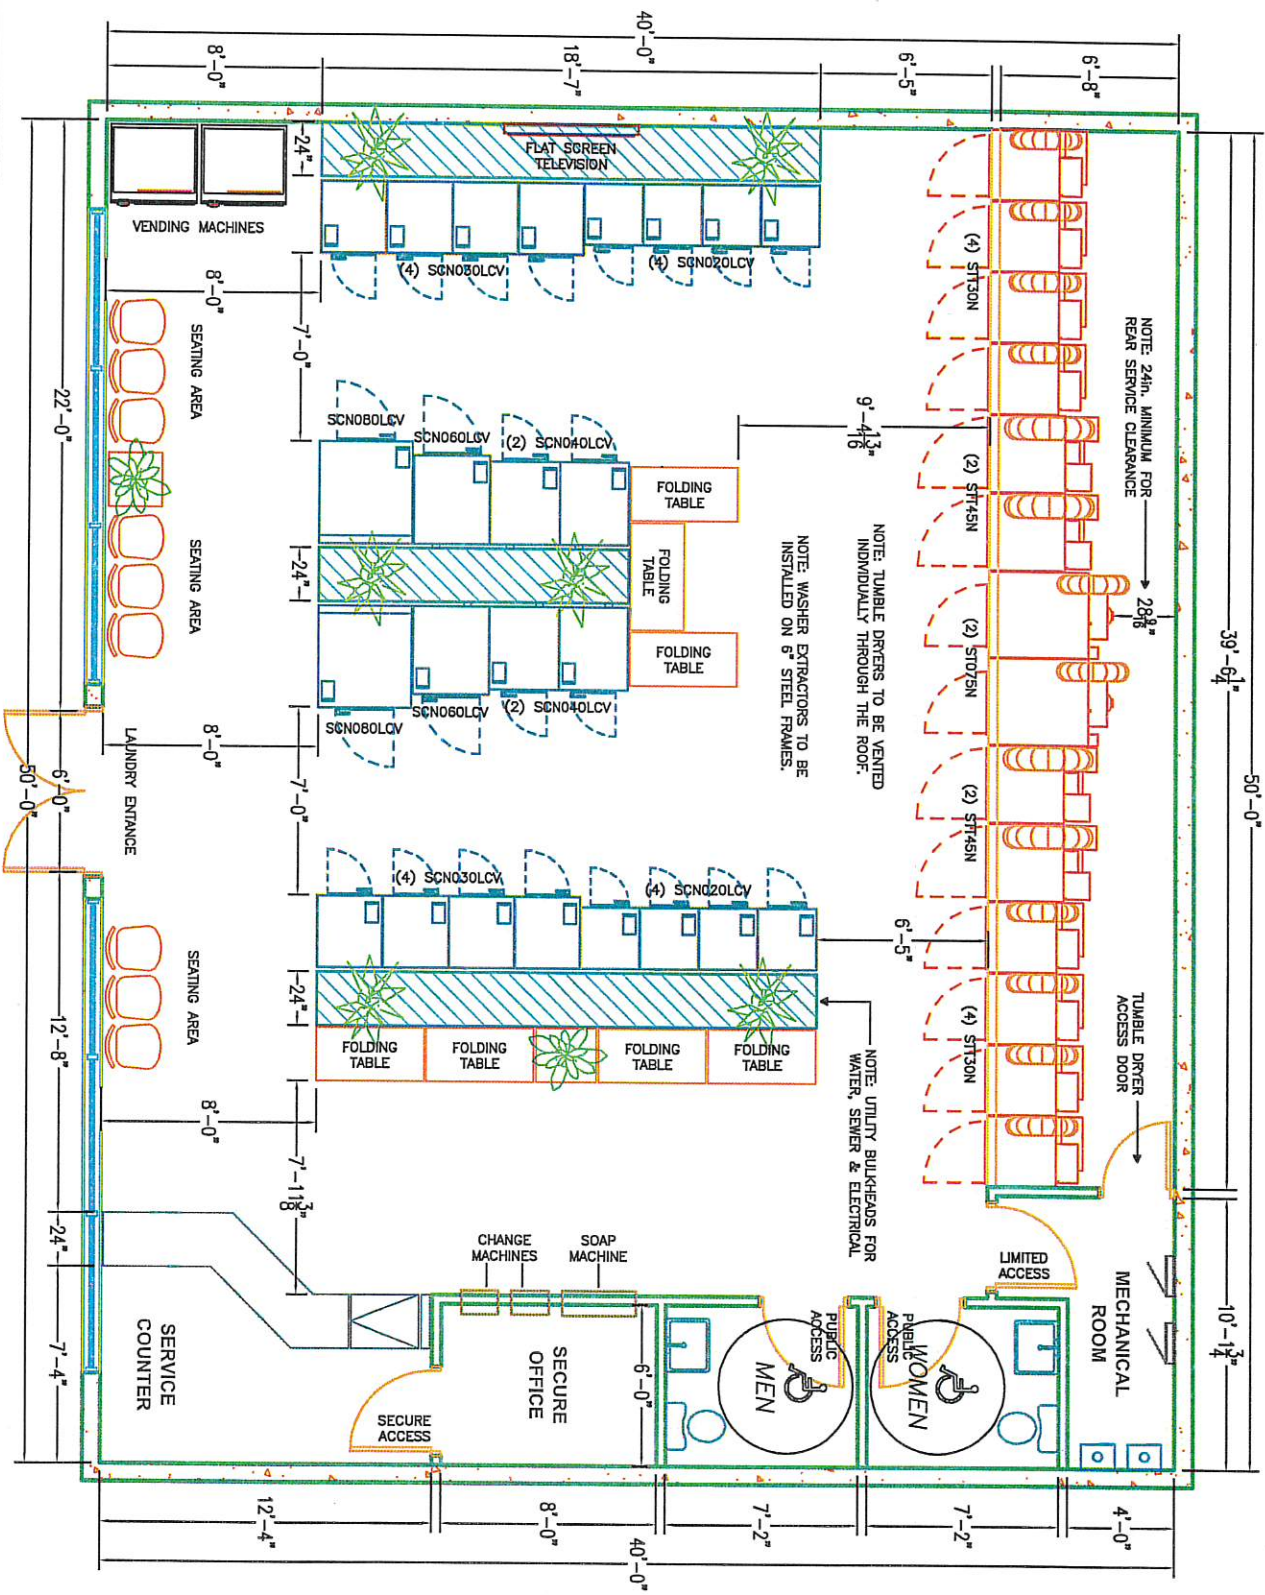 40'-0"
8'-0"
18'-7"
6'-5"
6'-8"
24"
FLAT SCREEN
TELEVISION
VENDING MACHINES
(4) SCN030LCV
(4) SCN020LCV
(4) STT30N
NOTE: 24in. MINIMUM FOR
REAR SERVICE CLEARANCE
8'-0"
7'-0"
SEATING AREA
22'-0"
SCN080LCV
SCN060LCV
(2) SCN040LCV
9'-4 13/16"
FOLDING
TABLE
(2) STT45N
NOTE: TUMBLE DRYERS TO BE VENTED
INDIVIDUALLY THROUGH THE ROOF.
NOTE: WASHER EXTRACTORS TO BE
INSTALLED ON 6" STEEL FRAMES.
SEATING AREA
24"
FOLDING
TABLE
28 9/16"
39'-6 1/4"
FOLDING
TABLE
(2) ST075N
SCN080LCV
SCN060LCV
(2) SCN040LCV
LAUNDRY ENTANCE
8'-0"
7'-0"
6'-0"
50'-0"
50'-0"
(2) STT45N
(4) SCN030LCV
(4) SCN020LCV
6'-5"
SEATING AREA
24"
12'-8"
(4) STT30N
TUMBLE DRYER
ACCESS DOOR
FOLDING
TABLE
FOLDING
TABLE
FOLDING
TABLE
FOLDING
TABLE
NOTE: UTILITY BULKHEADS FOR
WATER, SEWER & ELECTRICAL
8'-0"
7'-11 3/8"
24"
CHANGE
MACHINES
SOAP
MACHINE
LIMITED
ACCESS
MECHANICAL
ROOM
10'-1 3/4"
7'-4"
SERVICE
COUNTER
SECURE
OFFICE
6'-0"
PUBLIC
ACCESS
PUBLIC
ACCESS
MEN
WOMEN
SECURE
ACCESS
12'-4"
8'-0"
7'-2"
7'-2"
4'-0"
40'-0"